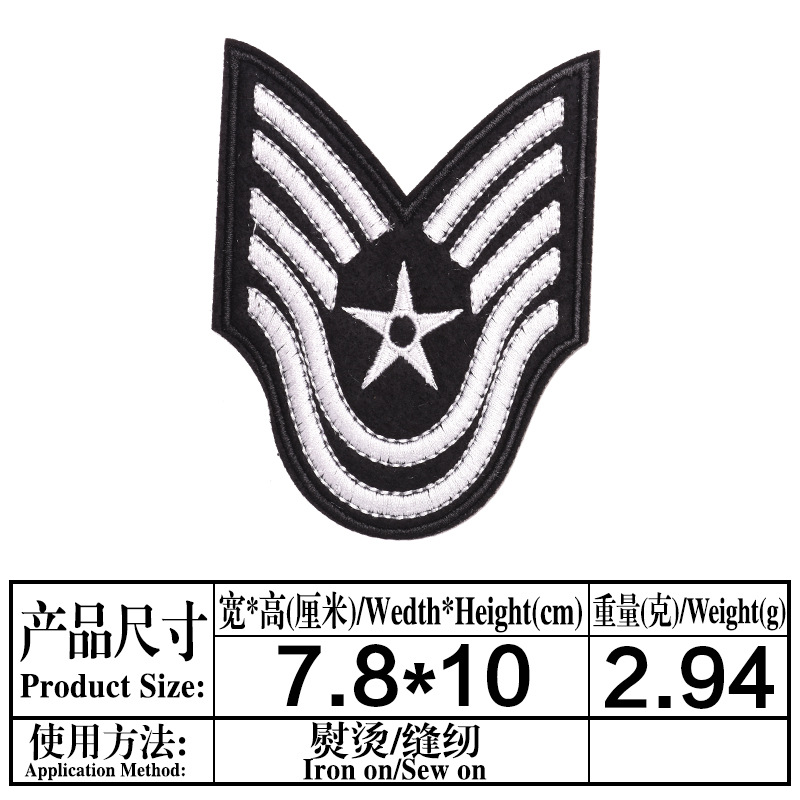 产品尺寸
Product Size:
宽*高(厘米)/Wedth*Height(cm)
7.8*10
重量(克)/Weight(g)
2.94
使用方法:
Application Method:
熨烫/缝纫
Iron on/Sew on